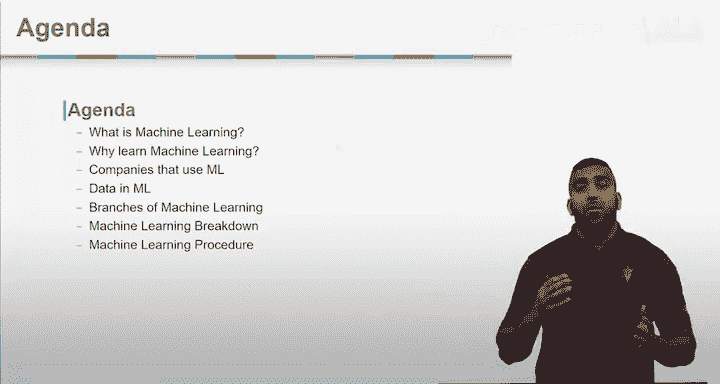 Agenda
Agenda
– What is Machine Learning?
– Why learn Machine Learning?
– Companies that use ML
– Data in ML
– Branches of Machine Learning
– Machine Learning Breakdown
– Machine Learning Procedure